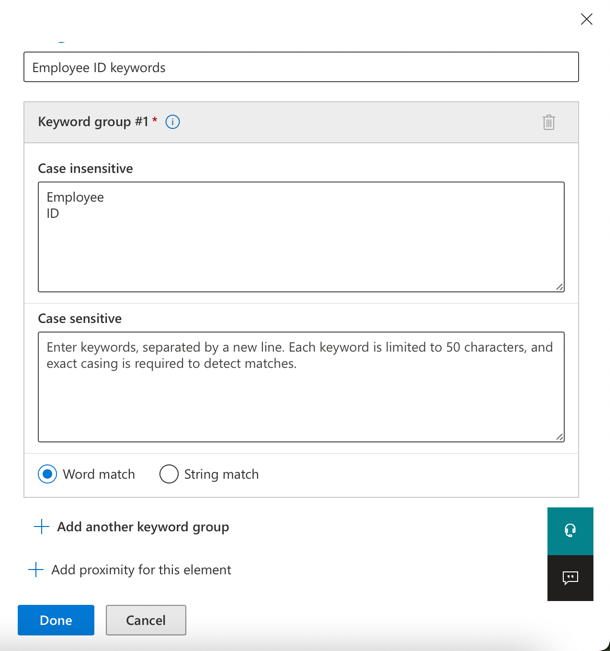 Employee ID keywords
Keyword group #1 *
Case insensitive
Employee
ID
Case sensitive
Enter keywords, separated by a new line. Each keyword is limited to 50 characters, and
exact casing is required to detect matches.
Word match String match
Add another keyword group
Add proximity for this element
Done Cancel